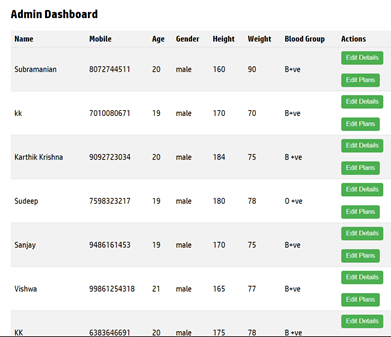 Admin Dashboard
Name Mobile Age Gender Height Weight Blood Group Actions
Subramanian 8072744511 20 male 160 90 B+ve Edit Details
Edit Plans
kk 7010080671 19 male 170 70 B+ve Edit Details
Edit Plans
Karthik Krishna 9092723034 20 male 184 75 B +ve Edit Details
Edit Plans
Sudeep 7598323217 19 male 180 78 O +ve Edit Details
Edit Plans
Sanjay 9486161453 19 male 170 75 B+ve Edit Details
Edit Plans
Vishwa 99861254318 21 male 165 77 B+ve Edit Details
Edit Plans
KK 6383646691 20 male 175 78 B +ve Edit Details